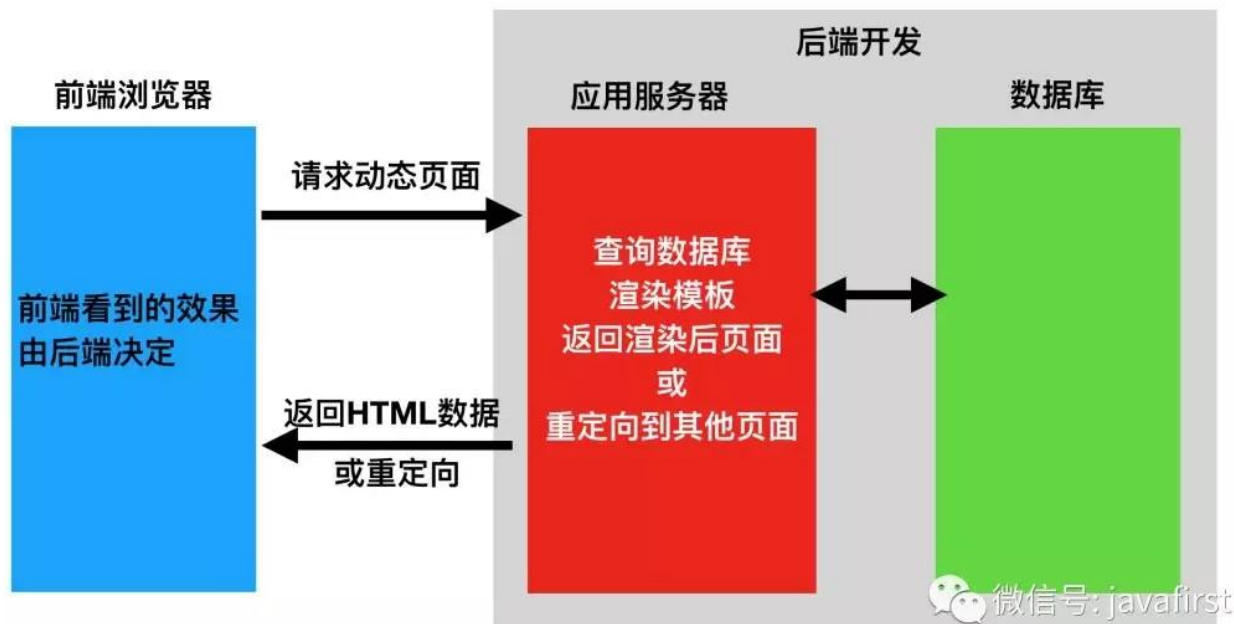 后端开发
前端浏览器
应用服务器
数据库
请求动态页面
查询数据库
渲染模板
返回渲染后页面
或
重定向到其他页面
前端看到的效果
由后端决定
返回HTML数据
或重定向
微信号: javafirst